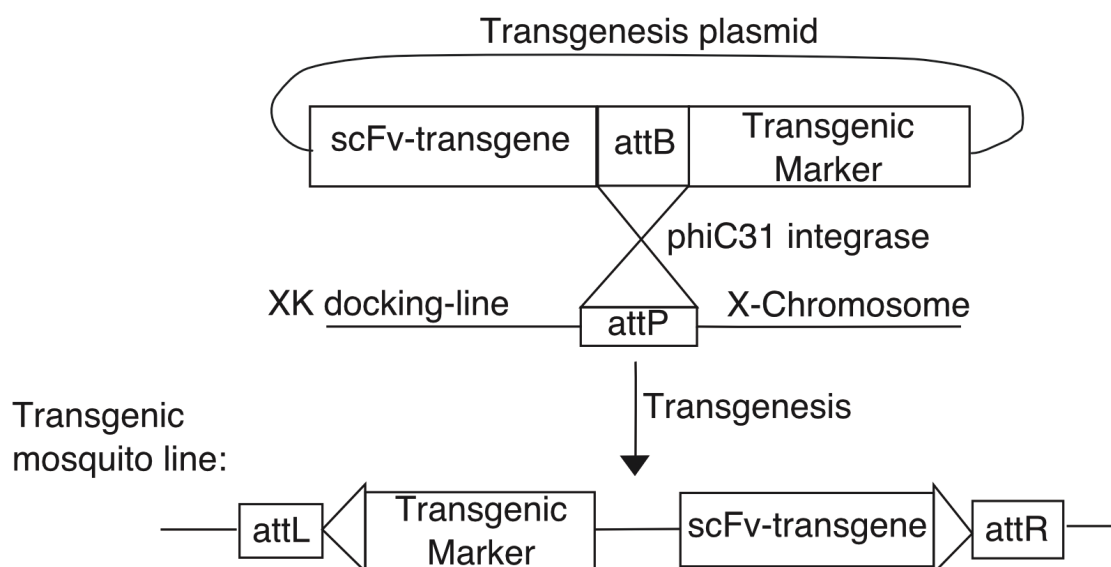 Transgenesis plasmid
scFv-transgene
attB
Transgenic
Marker
phiC31 integrase
XK docking-line
attP
X-Chromosome
Transgenesis
Transgenic
mosquito line:
attL
Transgenic
Marker
scFv-transgene
attR